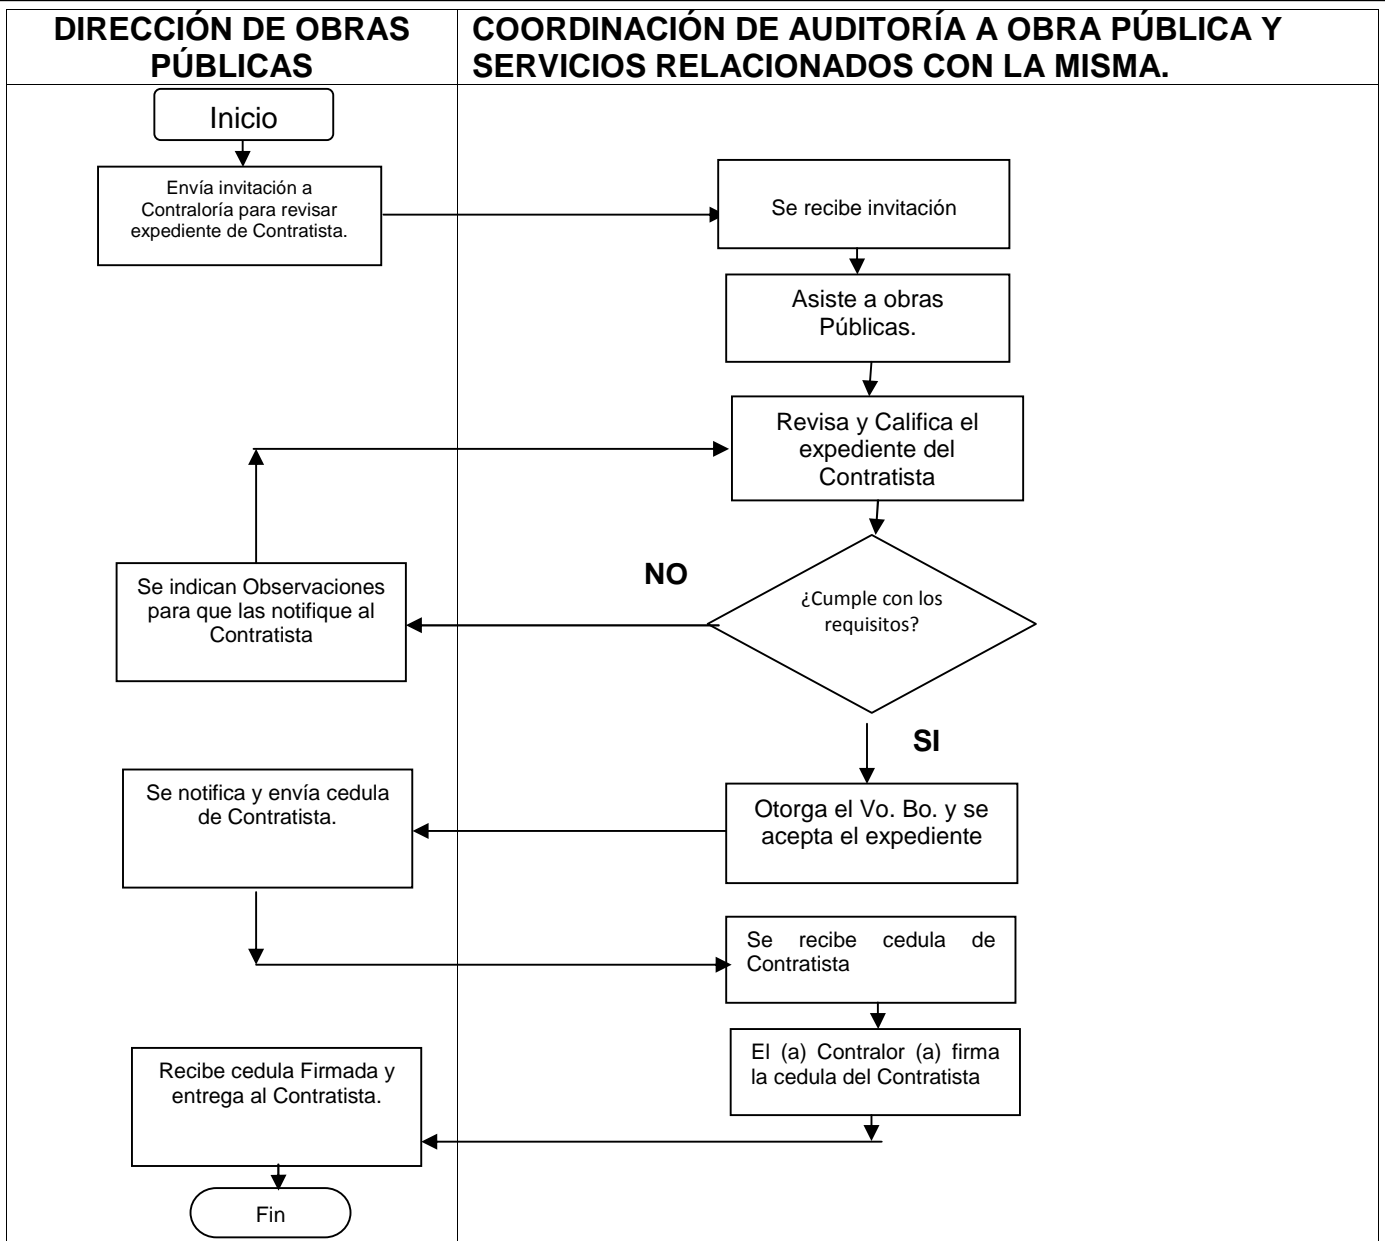 DIRECCIÓN DE OBRAS
PÚBLICAS
COORDINACIÓN DE AUDITORÍA A OBRA PÚBLICA Y
SERVICIOS RELACIONADOS CON LA MISMA.
Inicio
Envía invitación a
Contraloría para revisar
expediente de Contratista.
Se recibe invitación
Asiste a obras
Públicas.
Revisa y Califica el
expediente del
Contratista
NO
¿Cumple con los
requisitos?
Se indican Observaciones
para que las notifique al
Contratista
SI
Otorga el Vo. Bo. y se
acepta el expediente
Se notifica y envía cedula
de Contratista.
Se recibe cedula de
Contratista
El (a) Contralor (a) firma
la cedula del Contratista
Recibe cedula Firmada y
entrega al Contratista.
Fin